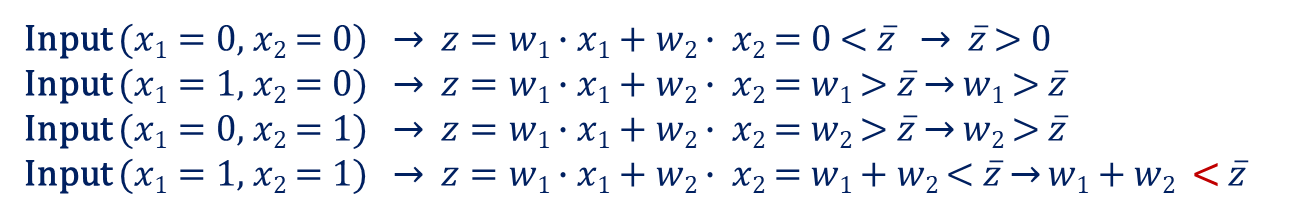 Input (x₁ = 0, x₂ = 0) → z = w₁ · x₁ + w₂ · x₂ = 0 < z̄ → z̄ > 0
Input (x₁ = 1, x₂ = 0) → z = w₁ · x₁ + w₂ · x₂ = w₁ > z̄ → w₁ > z̄
Input (x₁ = 0, x₂ = 1) → z = w₁ · x₁ + w₂ · x₂ = w₂ > z̄ → w₂ > z̄
Input (x₁ = 1, x₂ = 1) → z = w₁ · x₁ + w₂ · x₂ = w₁ + w₂ < z̄ → w₁ + w₂ < z̄